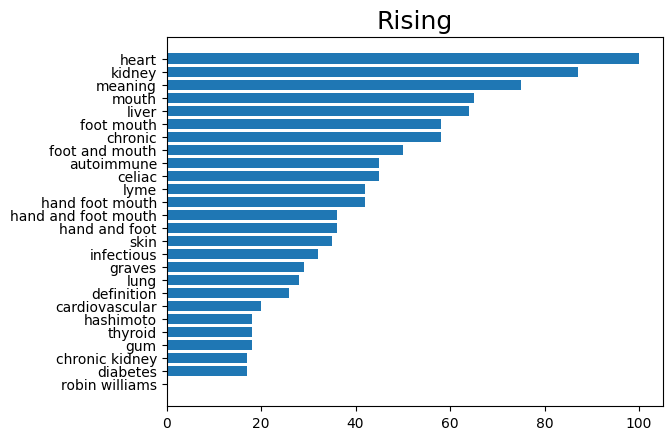 Rising
heart
kidney
meaning
mouth
liver
foot mouth
chronic
foot and mouth
autoimmune
celiac
lyme
hand foot mouth
hand and foot mouth
hand and foot
skin
infectious
graves
lung
definition
cardiovascular
hashimoto
thyroid
gum
chronic kidney
diabetes
robin williams
0 20 40 60 80 100